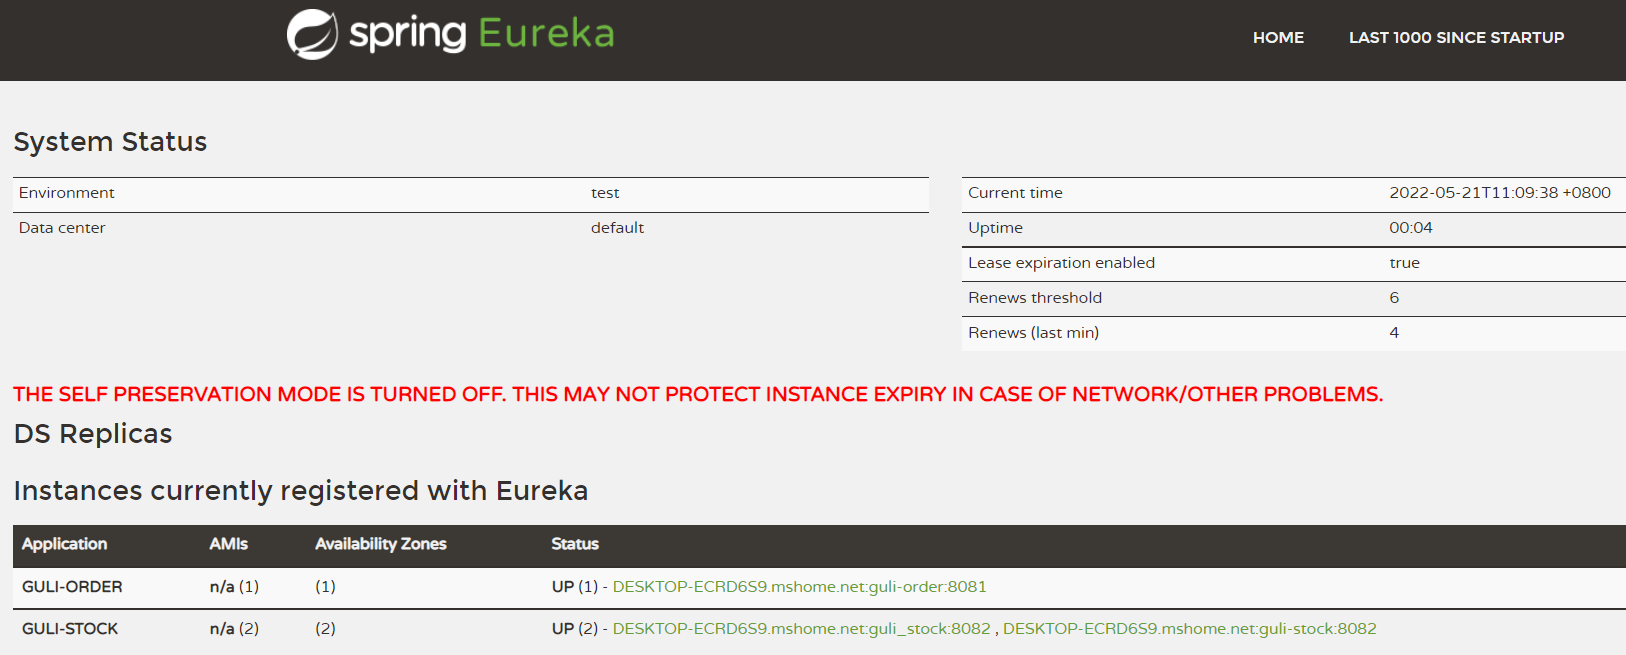 spring Eureka
HOME LAST 1000 SINCE STARTUP
System Status
Environment test
Data center default
Current time 2022-05-21T11:09:38 +0800
Uptime 00:04
Lease expiration enabled true
Renews threshold 6
Renews (last min) 4
THE SELF PRESERVATION MODE IS TURNED OFF. THIS MAY NOT PROTECT INSTANCE EXPIRY IN CASE OF NETWORK/OTHER PROBLEMS.
DS Replicas
Instances currently registered with Eureka
Application AMIs Availability Zones Status
GULI-ORDER n/a (1) (1) UP (1) - DESKTOP-ECRD6S9.mshome.net:guli-order:8081
GULI-STOCK n/a (2) (2) UP (2) - DESKTOP-ECRD6S9.mshome.net:guli_stock:8082 , DESKTOP-ECRD6S9.mshome.net:guli-stock:8082